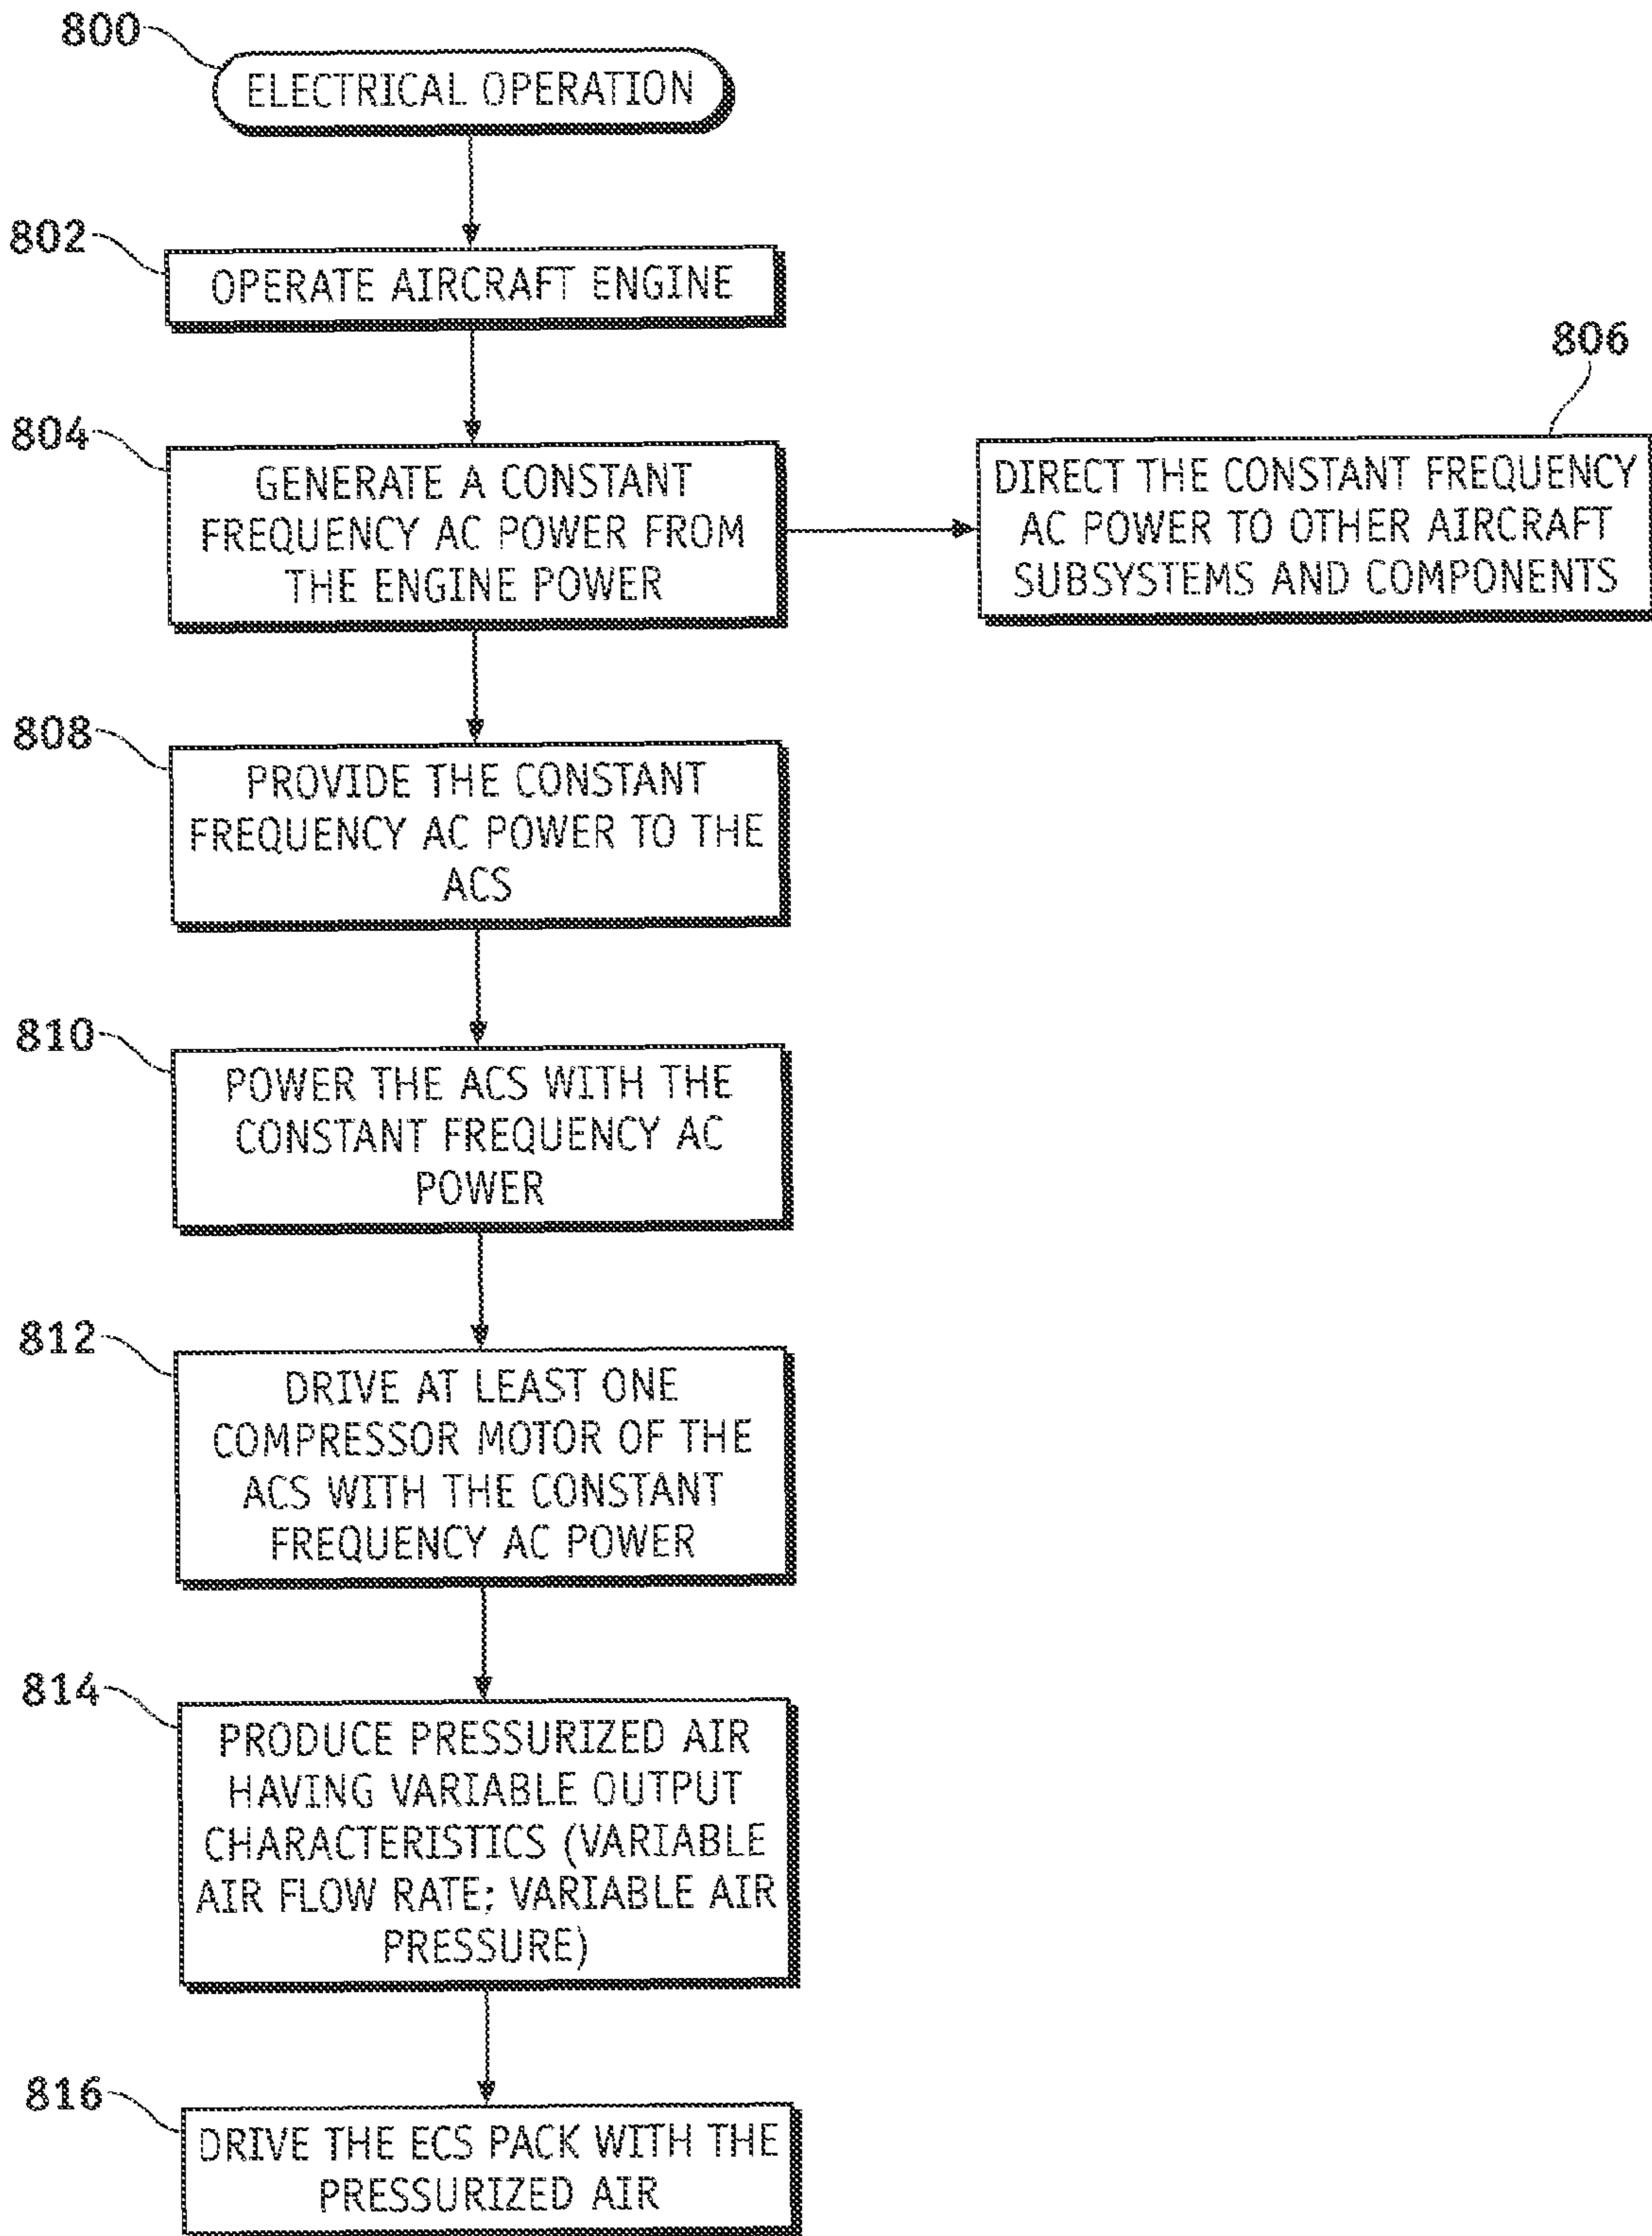 800
ELECTRICAL OPERATION
802
OPERATE AIRCRAFT ENGINE
804
GENERATE A CONSTANT
FREQUENCY AC POWER FROM
THE ENGINE POWER
806
DIRECT THE CONSTANT FREQUENCY
AC POWER TO OTHER AIRCRAFT
SUBSYSTEMS AND COMPONENTS
808
PROVIDE THE CONSTANT
FREQUENCY AC POWER TO THE
ACS
810
POWER THE ACS WITH THE
CONSTANT FREQUENCY AC
POWER
812
DRIVE AT LEAST ONE
COMPRESSOR MOTOR OF THE
ACS WITH THE CONSTANT
FREQUENCY AC POWER
814
PRODUCE PRESSURIZED AIR
HAVING VARIABLE OUTPUT
CHARACTERISTICS (VARIABLE
AIR FLOW RATE; VARIABLE AIR
PRESSURE)
816
DRIVE THE ECS PACK WITH THE
PRESSURIZED AIR